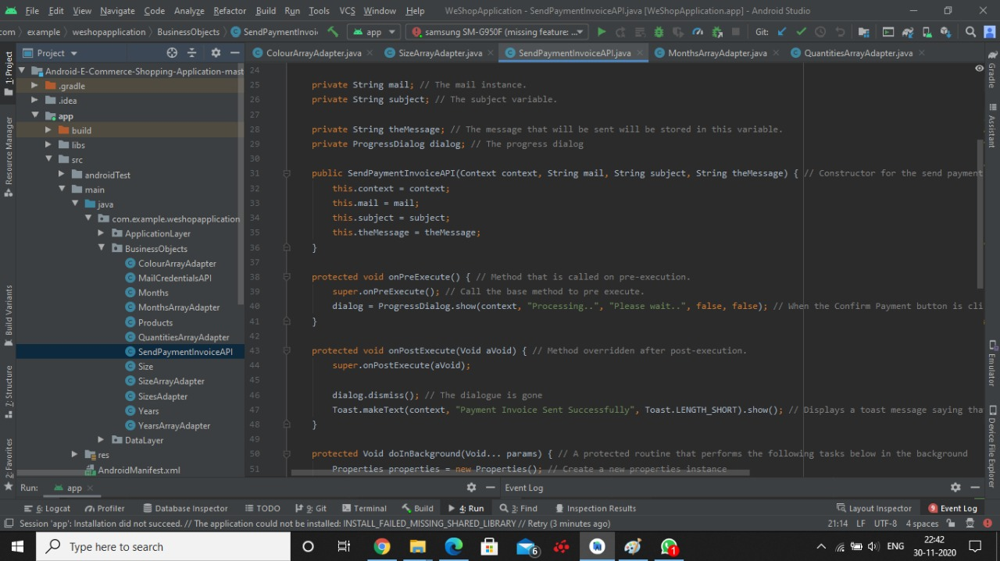 File Edit View Navigate Code Analyze Refactor Build Run Tools VCS Window Help WeShopApplication - SendPaymentInvoiceAPI.java [WeShopApplication.app] - Android Studio
com example weshopapplication BusinessObjects SendPaymentInvoi app samsung SM-G950F (missing feature: ... Git:
Project ColourArrayAdapter.java SizeArrayAdapter.java SendPaymentInvoiceAPI.java MonthsArrayAdapter.java QuantitiesArrayAdapter.java
1: Project
Resource Manager
Build Variants
7: Structure
2: Favorites
Android-E-Commerce-Shopping-Application-mast
.gradle
.idea
app
build
libs
src
androidTest
main
java
com.example.weshopapplication
ApplicationLayer
BusinessObjects
ColourArrayAdapter
MailCredentialsAPI
Months
MonthsArrayAdapter
Products
QuantitiesArrayAdapter
SendPaymentInvoiceAPI
Size
SizeArrayAdapter
SizesAdapter
Years
YearsArrayAdapter
DataLayer
res
AndroidManifest.xml
24
25 private String mail; // The mail instance.
26 private String subject; // The subject variable.
27
28 private String theMessage; // The message that will be sent will be stored in this variable.
29 private ProgressDialog dialog; // The progress dialog
30
31 public SendPaymentInvoiceAPI(Context context, String mail, String subject, String theMessage) { // Constructor for the send payment
32 this.context = context;
33 this.mail = mail;
34 this.subject = subject;
35 this.theMessage = theMessage;
36 }
37
38 protected void onPreExecute() { // Method that is called on pre-execution.
39 super.onPreExecute(); // Call the base method to pre execute.
40 dialog = ProgressDialog.show(context, "Processing..", "Please wait..", false, false); // When the Confirm Payment button is cli
41 }
42
43 protected void onPostExecute(Void aVoid) { // Method overridden after post-execution.
44 super.onPostExecute(aVoid);
45
46 dialog.dismiss(); // The dialogue is gone
47 Toast.makeText(context, "Payment Invoice Sent Successfully", Toast.LENGTH_SHORT).show(); // Displays a toast message saying tha
48 }
49
50 protected Void doInBackground(Void... params) { // A protected routine that performs the following tasks below in the background
51 Properties properties = new Properties(); // Create a new properties instance
Gradle
Assistant
Emulator
Device File Explorer
Run: app Event Log
6: Logcat Profiler Database Inspector TODO 9: Git Terminal Build 4: Run 3: Find Inspection Results Layout Inspector 9 Event Log
Session 'app': Installation did not succeed. // The application could not be installed: INSTALL_FAILED_MISSING_SHARED_LIBRARY // Retry (3 minutes ago) 21:14 LF UTF-8 4 spaces
Type here to search 6 1 ENG 22:42
30-11-2020